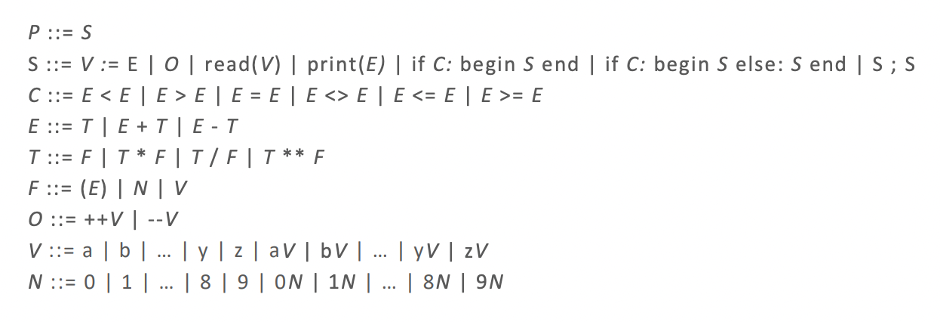 P ::= S
S ::= V := E | O | read(V) | print(E) | if C: begin S end | if C: begin S else: S end | S ; S
C ::= E < E | E > E | E = E | E <> E | E <= E | E >= E
E ::= T | E + T | E - T
T ::= F | T * F | T / F | T ** F
F ::= (E) | N | V
O ::= ++V | --V
V ::= a | b | … | y | z | aV | bV | … | yV | zV
N ::= 0 | 1 | … | 8 | 9 | 0N | 1N | … | 8N | 9N